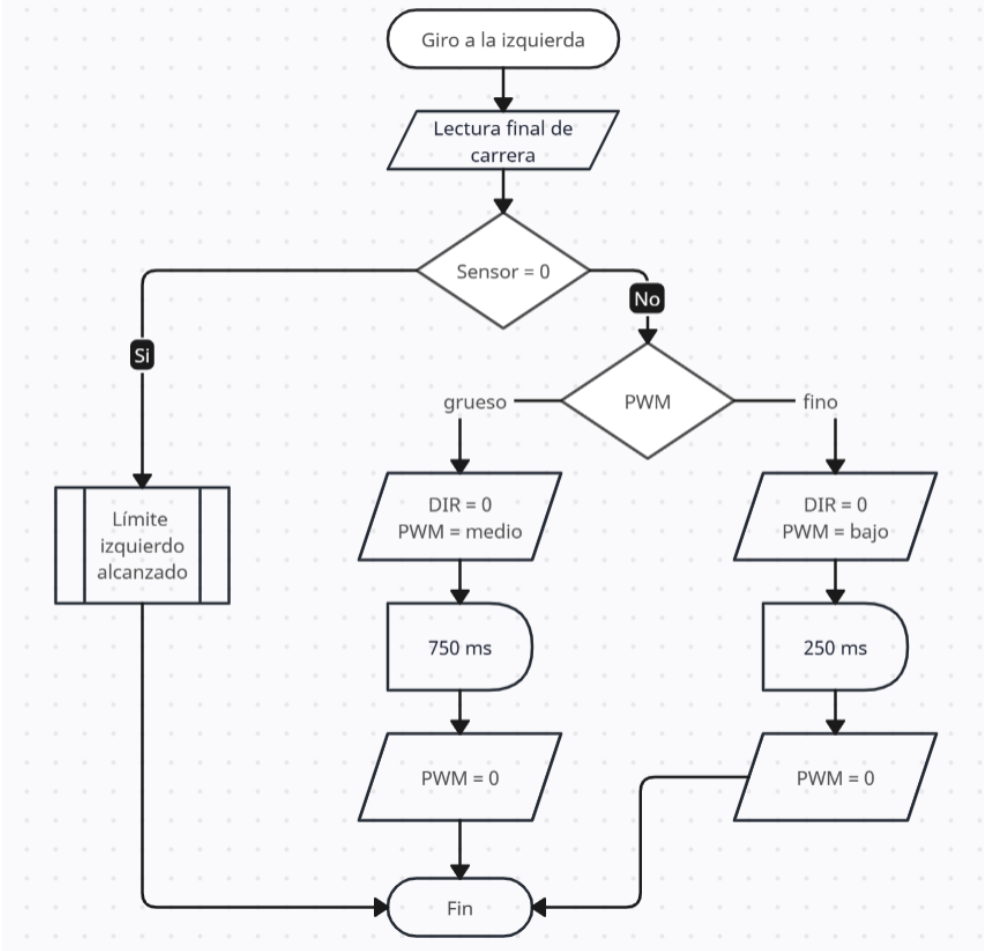 Giro a la izquierda
Lectura final de
carrera
Sensor = 0
No
Si
PWM
grueso
fino
DIR = 0
PWM = medio
DIR = 0
PWM = bajo
Límite
izquierdo
alcanzado
750 ms
250 ms
PWM = 0
PWM = 0
Fin